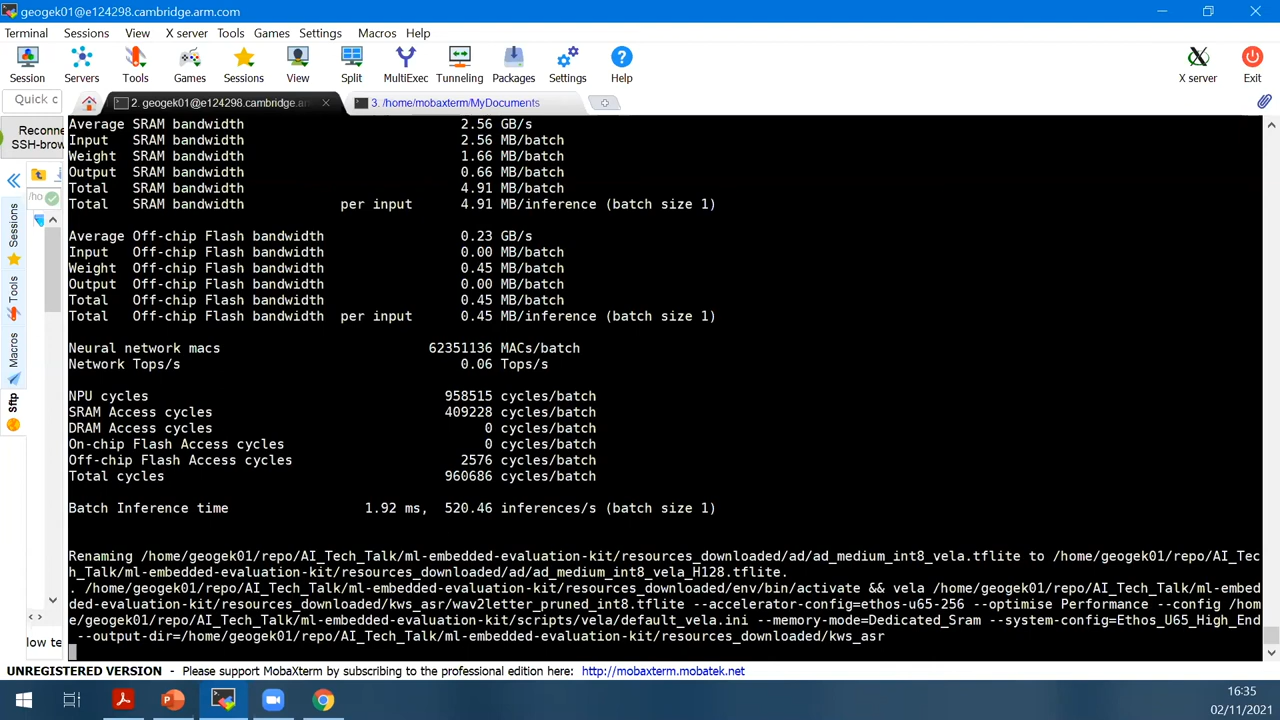 geogek01@e124298.cambridge.arm.com
Terminal Sessions View X server Tools Games Settings Macros Help
Session Servers Tools Games Sessions View Split MultiExec Tunneling Packages Settings Help X server Exit
Quick c
2. geogek01@e124298.cambridge.ar
3. /home/mobaxterm/MyDocuments
Reconne
SSH-brow
/ho
Sessions
Tools
Macros
Sftp
low te
Average SRAM bandwidth 2.56 GB/s
Input SRAM bandwidth 2.56 MB/batch
Weight SRAM bandwidth 1.66 MB/batch
Output SRAM bandwidth 0.66 MB/batch
Total SRAM bandwidth 4.91 MB/batch
Total SRAM bandwidth per input 4.91 MB/inference (batch size 1)
Average Off-chip Flash bandwidth 0.23 GB/s
Input Off-chip Flash bandwidth 0.00 MB/batch
Weight Off-chip Flash bandwidth 0.45 MB/batch
Output Off-chip Flash bandwidth 0.00 MB/batch
Total Off-chip Flash bandwidth 0.45 MB/batch
Total Off-chip Flash bandwidth per input 0.45 MB/inference (batch size 1)
Neural network macs 62351136 MACs/batch
Network Tops/s 0.06 Tops/s
NPU cycles 958515 cycles/batch
SRAM Access cycles 409228 cycles/batch
DRAM Access cycles 0 cycles/batch
On-chip Flash Access cycles 0 cycles/batch
Off-chip Flash Access cycles 2576 cycles/batch
Total cycles 960686 cycles/batch
Batch Inference time 1.92 ms, 520.46 inferences/s (batch size 1)
Renaming /home/geogek01/repo/AI_Tech_Talk/ml-embedded-evaluation-kit/resources_downloaded/ad/ad_medium_int8_vela.tflite to /home/geogek01/repo/AI_Tec
h_Talk/ml-embedded-evaluation-kit/resources_downloaded/ad/ad_medium_int8_vela_H128.tflite.
. /home/geogek01/repo/AI_Tech_Talk/ml-embedded-evaluation-kit/resources_downloaded/env/bin/activate && vela /home/geogek01/repo/AI_Tech_Talk/ml-embed
ded-evaluation-kit/resources_downloaded/kws_asr/wav2letter_pruned_int8.tflite --accelerator-config=ethos-u65-256 --optimise Performance --config /hom
e/geogek01/repo/AI_Tech_Talk/ml-embedded-evaluation-kit/scripts/vela/default_vela.ini --memory-mode=Dedicated_Sram --system-config=Ethos_U65_High_End
--output-dir=/home/geogek01/repo/AI_Tech_Talk/ml-embedded-evaluation-kit/resources_downloaded/kws_asr
UNREGISTERED VERSION - Please support MobaXterm by subscribing to the professional edition here: http://mobaxterm.mobatek.net
16:35
02/11/2021